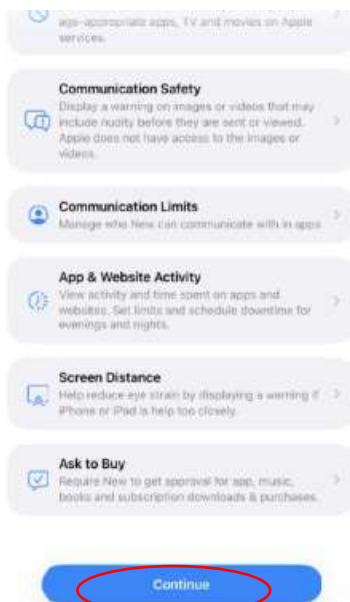 age-appropriate apps, TV and movies on Apple
services.
Communication Safety
Display a warning on images or videos that may
include nudity before they are sent or viewed.
Apple does not have access to the images or
videos.
Communication Limits
Manage who New can communicate with in apps
App & Website Activity
View activity and time spent on apps and
websites. Set limits and schedule downtime for
evenings and nights.
Screen Distance
Help reduce eye strain by displaying a warning if
iPhone or iPad is help too closely.
Ask to Buy
Require New to get approval for app, music,
books and subscription downloads & purchases.
Continue